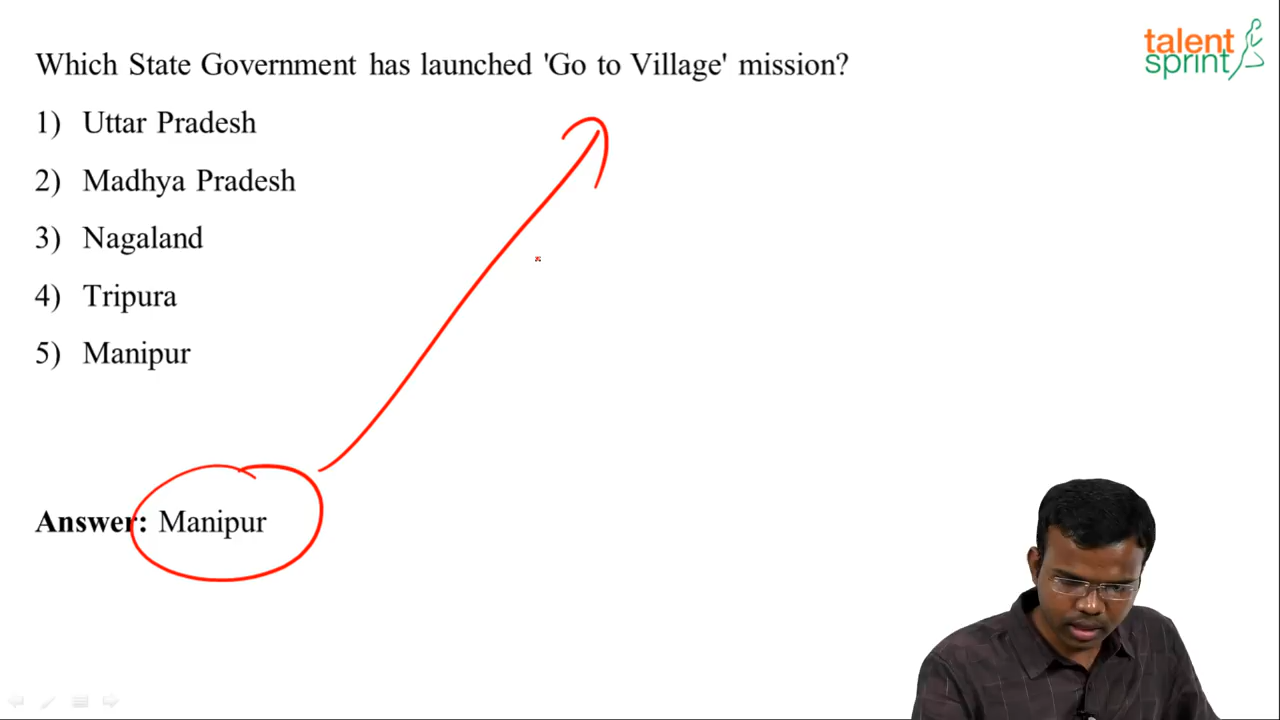 talent
sprint
Which State Government has launched 'Go to Village' mission?
1) Uttar Pradesh
2) Madhya Pradesh
3) Nagaland
4) Tripura
5) Manipur
Answer: Manipur